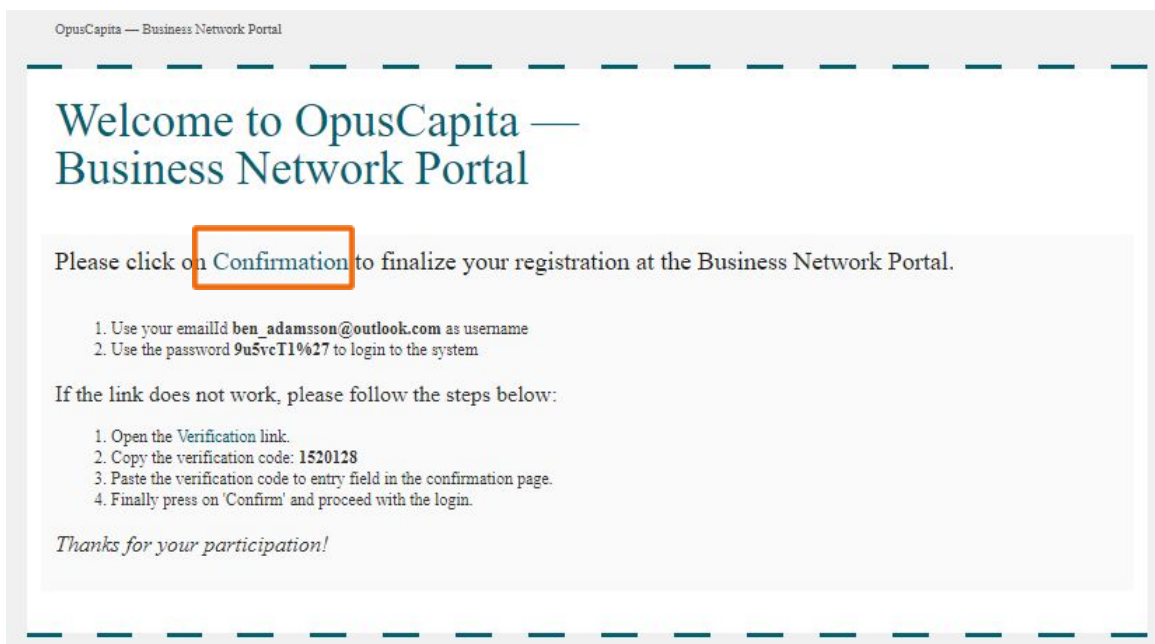 OpusCapita — Business Network Portal
Welcome to OpusCapita —
Business Network Portal
Please click on Confirmation to finalize your registration at the Business Network Portal.
1. Use your emailId ben_adamsson@outlook.com as username
2. Use the password 9u5vcT1%27 to login to the system
If the link does not work, please follow the steps below:
1. Open the Verification link.
2. Copy the verification code: 1520128
3. Paste the verification code to entry field in the confirmation page.
4. Finally press on 'Confirm' and proceed with the login.
Thanks for your participation!